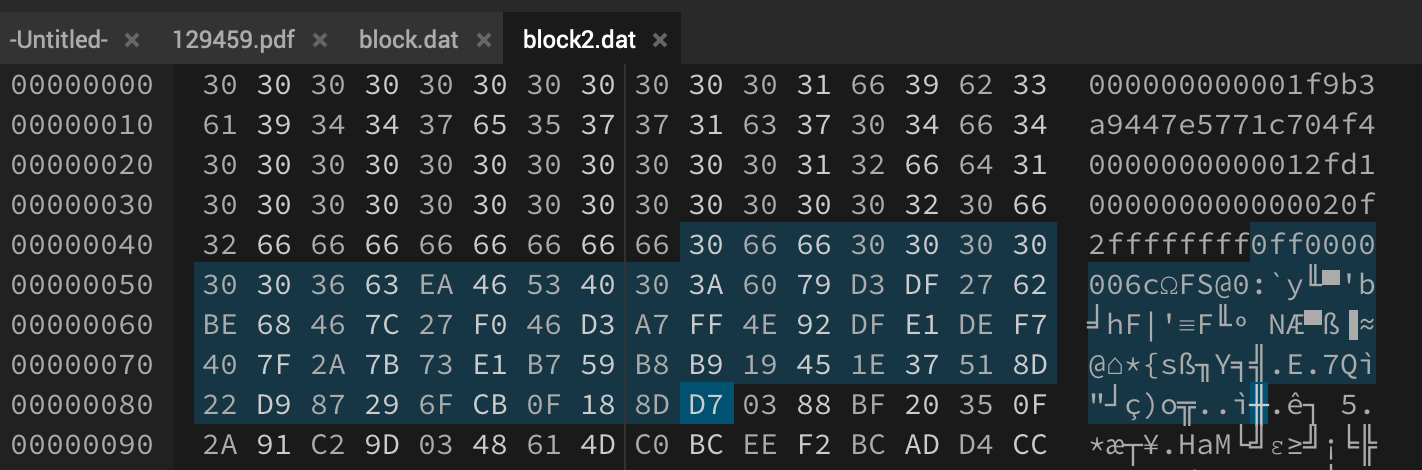 -Untitled- × 129459.pdf × block.dat × block2.dat ×
00000000 30 30 30 30 30 30 30 30 30 30 30 31 66 39 62 33 000000000001f9b3
00000010 61 39 34 34 37 65 35 37 37 31 63 37 30 34 66 34 a9447e5771c704f4
00000020 30 30 30 30 30 30 30 30 30 30 30 31 32 66 64 31 00000000000012fd1
00000030 30 30 30 30 30 30 30 30 30 30 30 30 30 32 30 66 000000000000020f
00000040 32 66 66 66 66 66 66 66 66 30 66 66 30 30 30 30 2ffffffff0ff0000
00000050 30 30 36 63 EA 46 53 40 30 3A 60 79 D3 DF 27 62 006cΩFS@0:`y╙▀'b
00000060 BE 68 46 7C 27 F0 46 D3 A7 FF 4E 92 DF E1 DE F7 ╛hF|'≡F╙º NÆ▀ß▐≈
00000070 40 7F 2A 7B 73 E1 B7 59 B8 B9 19 45 1E 37 51 8D @⌂*{sß╖Y╕╣.E.7Qì
00000080 22 D9 87 29 6F CB 0F 18 8D D7 03 88 BF 20 35 0F "┘ç)o╦..ì╫.ê┐ 5.
00000090 2A 91 C2 9D 03 48 61 4D C0 BC EE F2 BC AD D4 CC *æ┬¥.HaM└╝ε≥╝¡╘╠